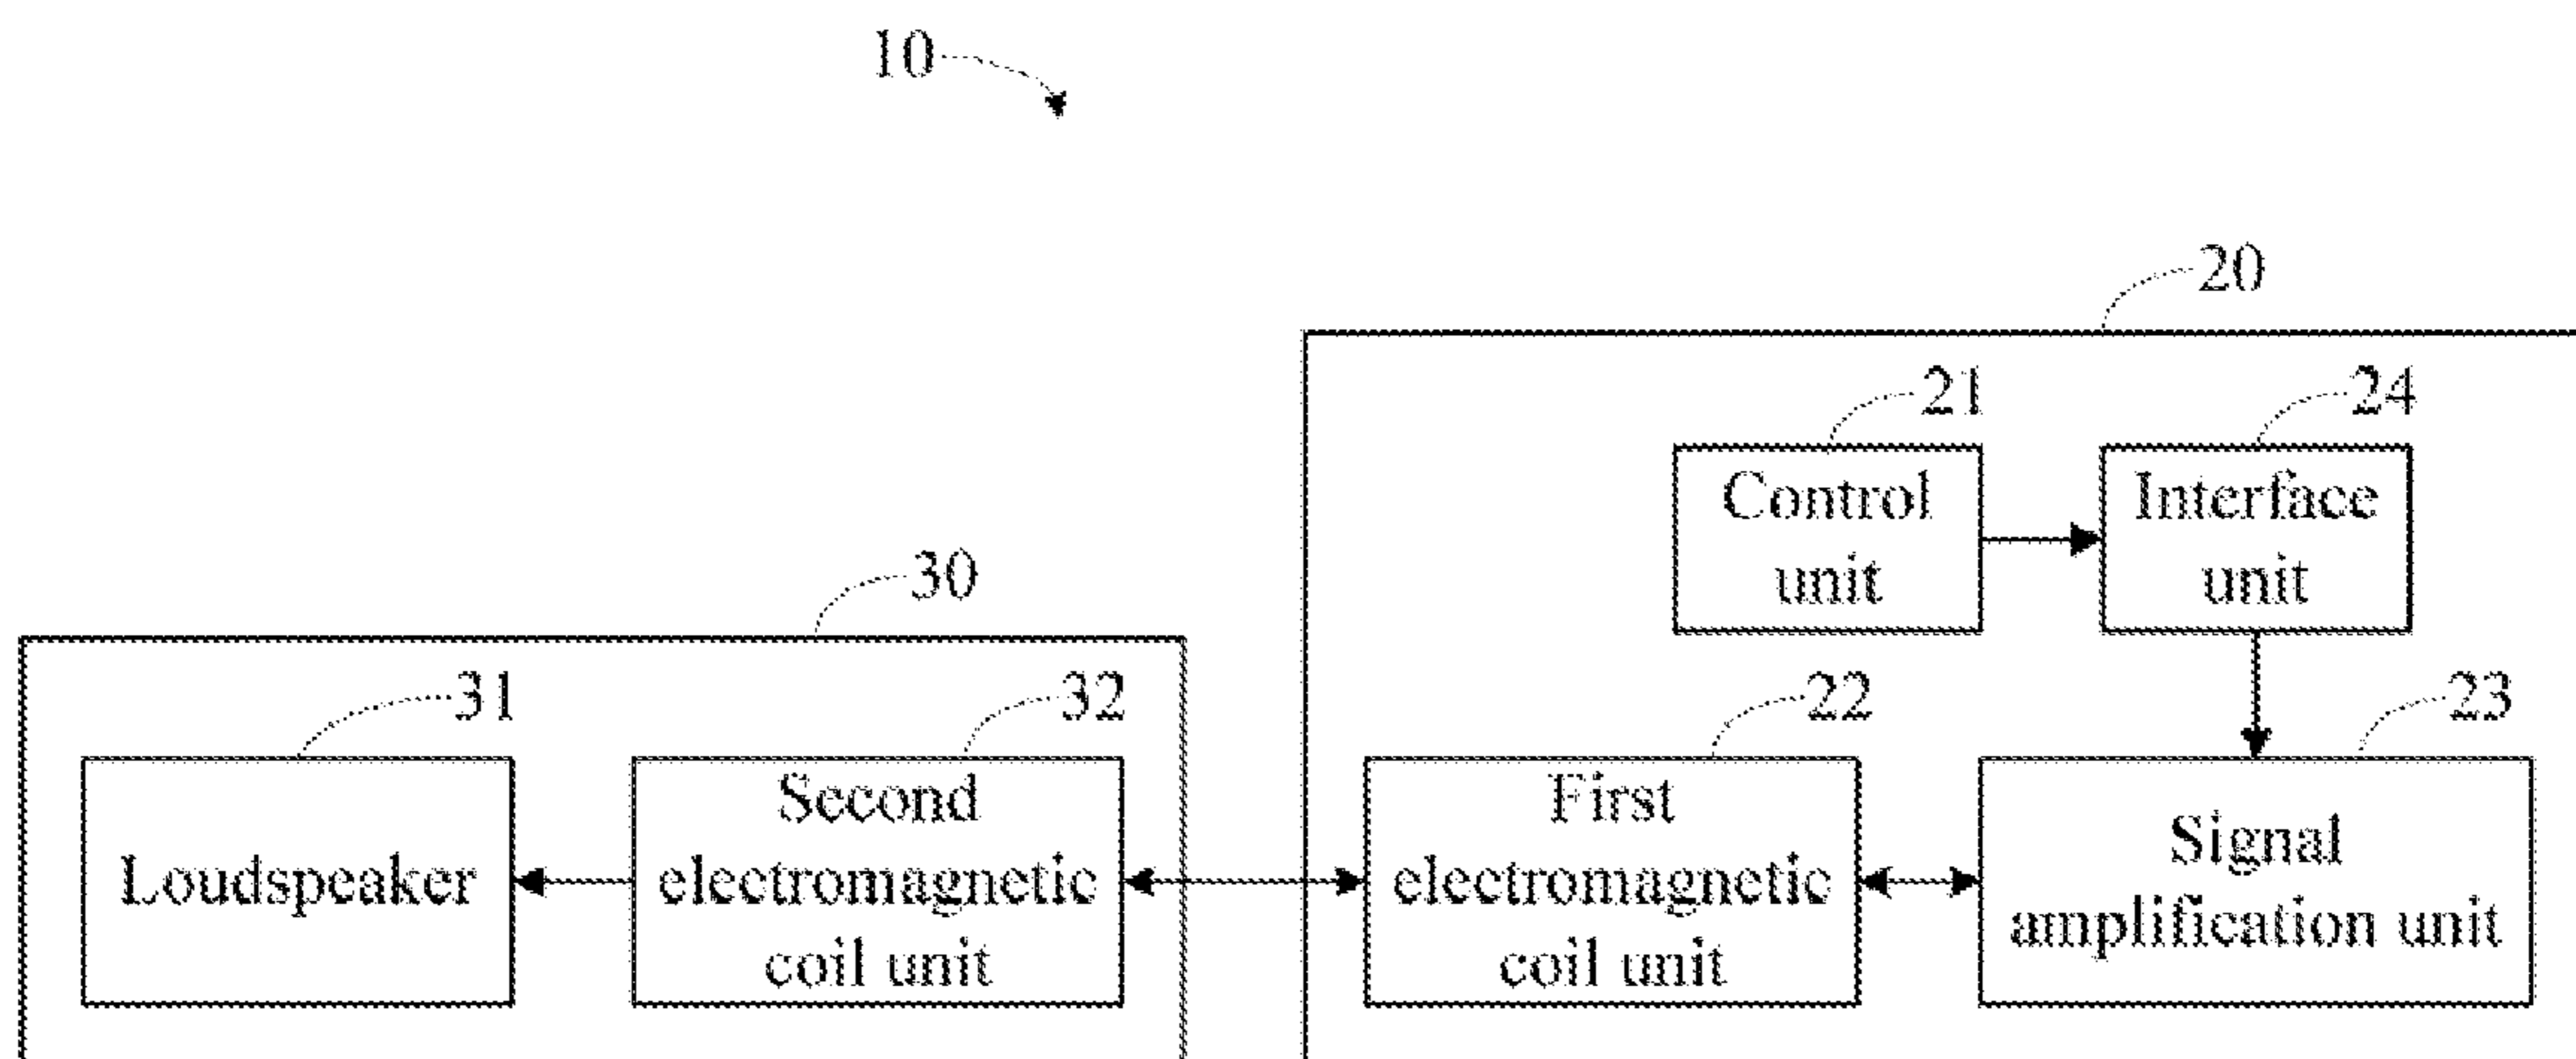 10
20
21
24
Control
unit
Interface
unit
30
31
32
22
23
Loudspeaker
Second
electromagnetic
coil unit
First
electromagnetic
coil unit
Signal
amplification unit